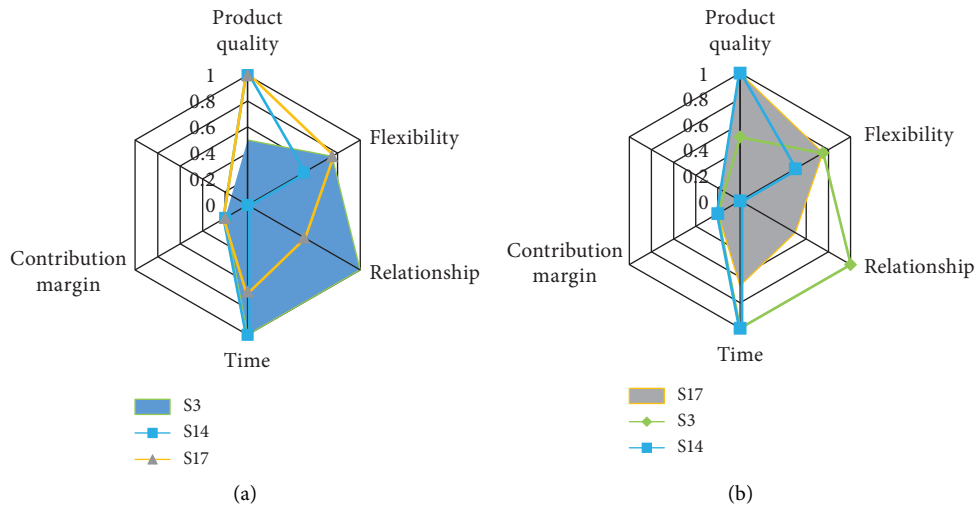 Product
quality
1
0.8
0.6
0.4
0.2
0
Flexibility
Relationship
Time
Contribution
margin
S3
S14
S17
(a)
Product
quality
1
0.8
0.6
0.4
0.2
0
Flexibility
Relationship
Time
Contribution
margin
S17
S3
S14
(b)